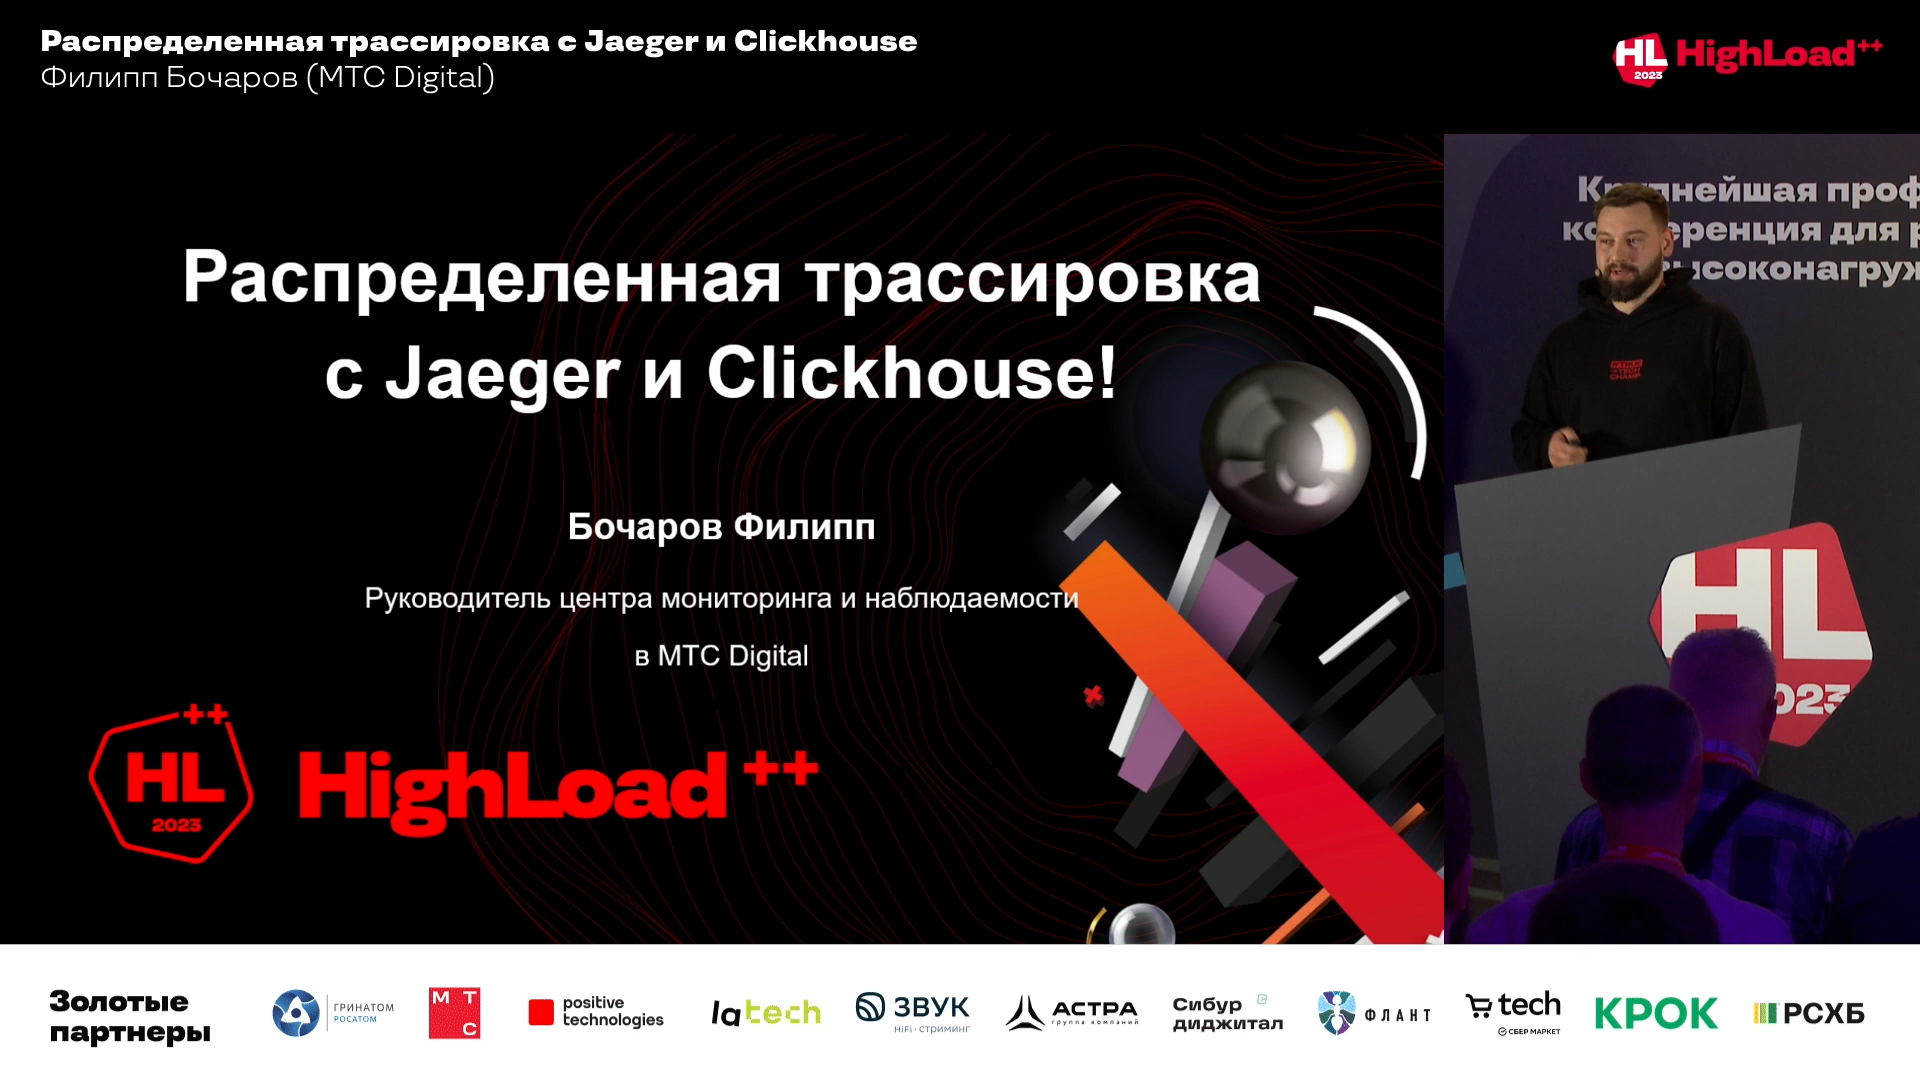 Распределенная трассировка с Jaeger и Clickhouse
Филипп Бочаров (МТС Digital)
HL
2023
HighLoad++
Распределенная трассировка
с Jaeger и Clickhouse!
Бочаров Филипп
Руководитель центра мониторинга и наблюдаемости
в МТС Digital
++
HL
2023
HighLoad++
HL
Золотые
партнеры
ГРИНАТОМ
РОСАТОМ
МТС
positive
technologies
latech
ЗВУК
HiFi·стриминг
АСТРА
группа компаний
Сибур
диджитал
ФЛАНТ
tech
СБЕР МАРКЕТ
КРОК
РСХБ